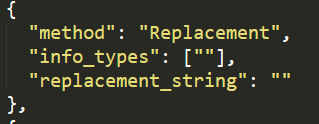 {
"method": "Replacement",
"info_types": [""],
"replacement_string": ""
},